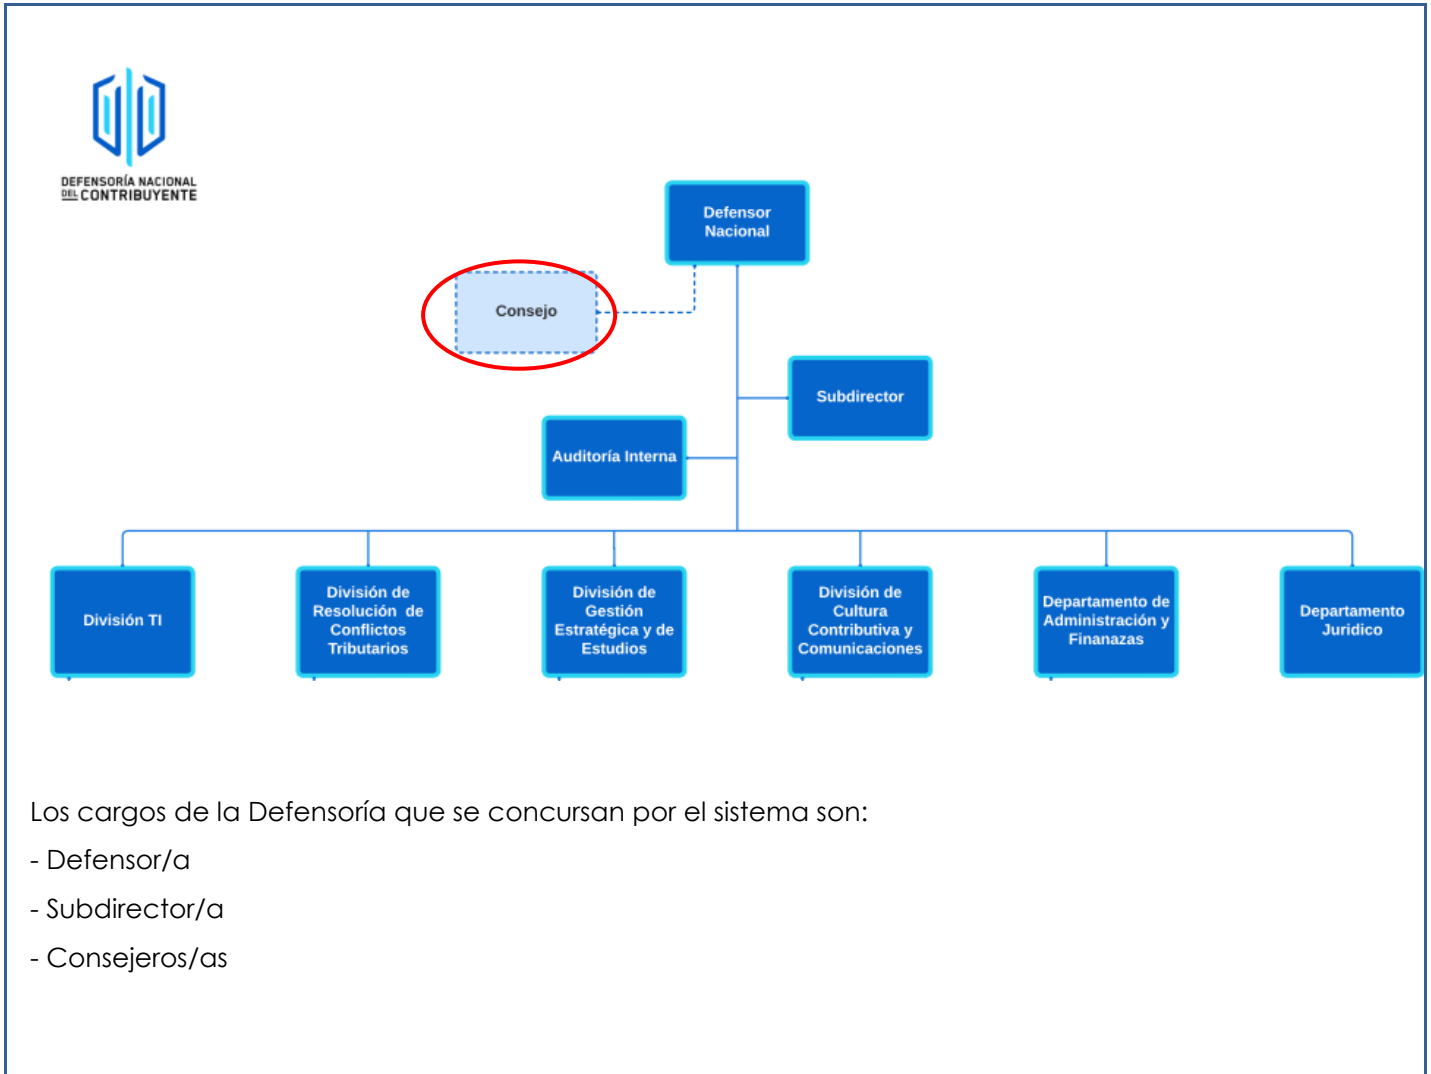 DEFENSORÍA NACIONAL
DEL CONTRIBUYENTE
Defensor
Nacional
Consejo
Subdirector
Auditoría Interna
División TI
División de
Resolución de
Conflictos
Tributarios
División de
Gestión
Estratégica y de
Estudios
División de
Cultura
Contributiva y
Comunicaciones
Departamento de
Administración y
Finanazas
Departamento
Juridico
Los cargos de la Defensoría que se concursan por el sistema son:
- Defensor/a
- Subdirector/a
- Consejeros/as